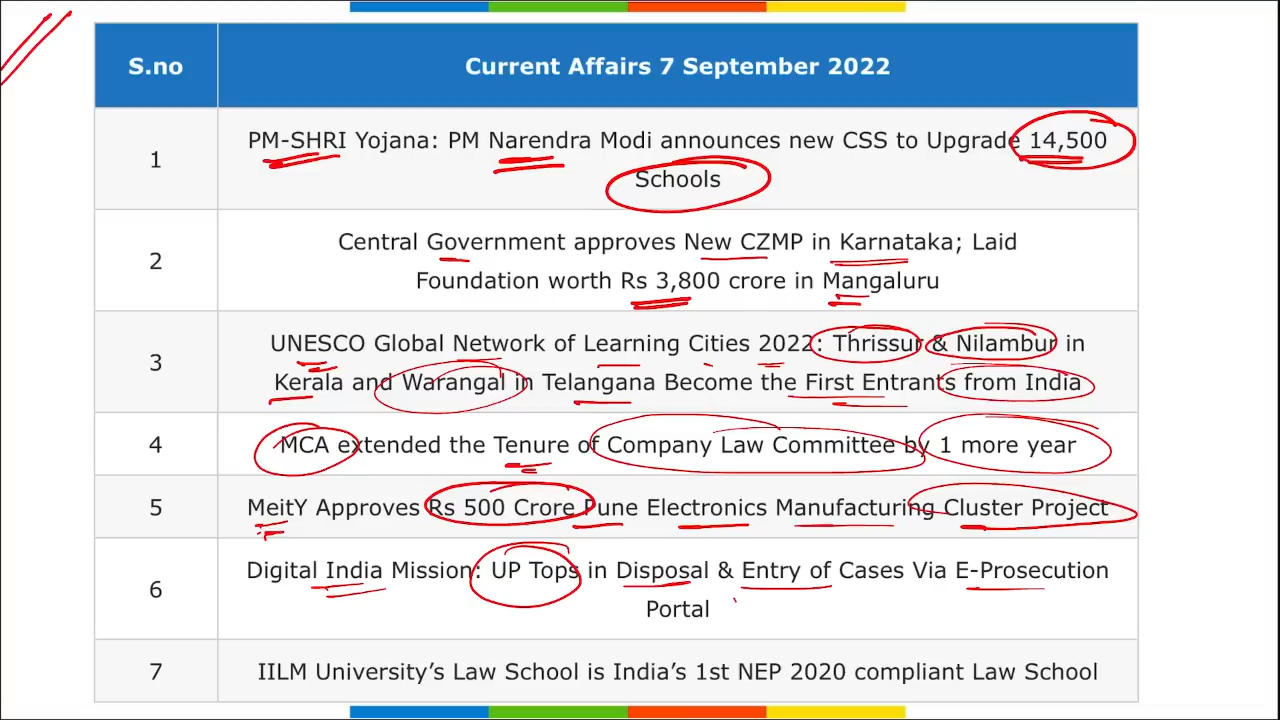 S.no
Current Affairs 7 September 2022
1
PM-SHRI Yojana: PM Narendra Modi announces new CSS to Upgrade 14,500
Schools
2
Central Government approves New CZMP in Karnataka; Laid
Foundation worth Rs 3,800 crore in Mangaluru
3
UNESCO Global Network of Learning Cities 2022: Thrissur & Nilambur in
Kerala and Warangal in Telangana Become the First Entrants from India
4
MCA extended the Tenure of Company Law Committee by 1 more year
5
MeitY Approves Rs 500 Crore Pune Electronics Manufacturing Cluster Project
6
Digital India Mission: UP Tops in Disposal & Entry of Cases Via E-Prosecution
Portal
7
IILM University’s Law School is India’s 1st NEP 2020 compliant Law School